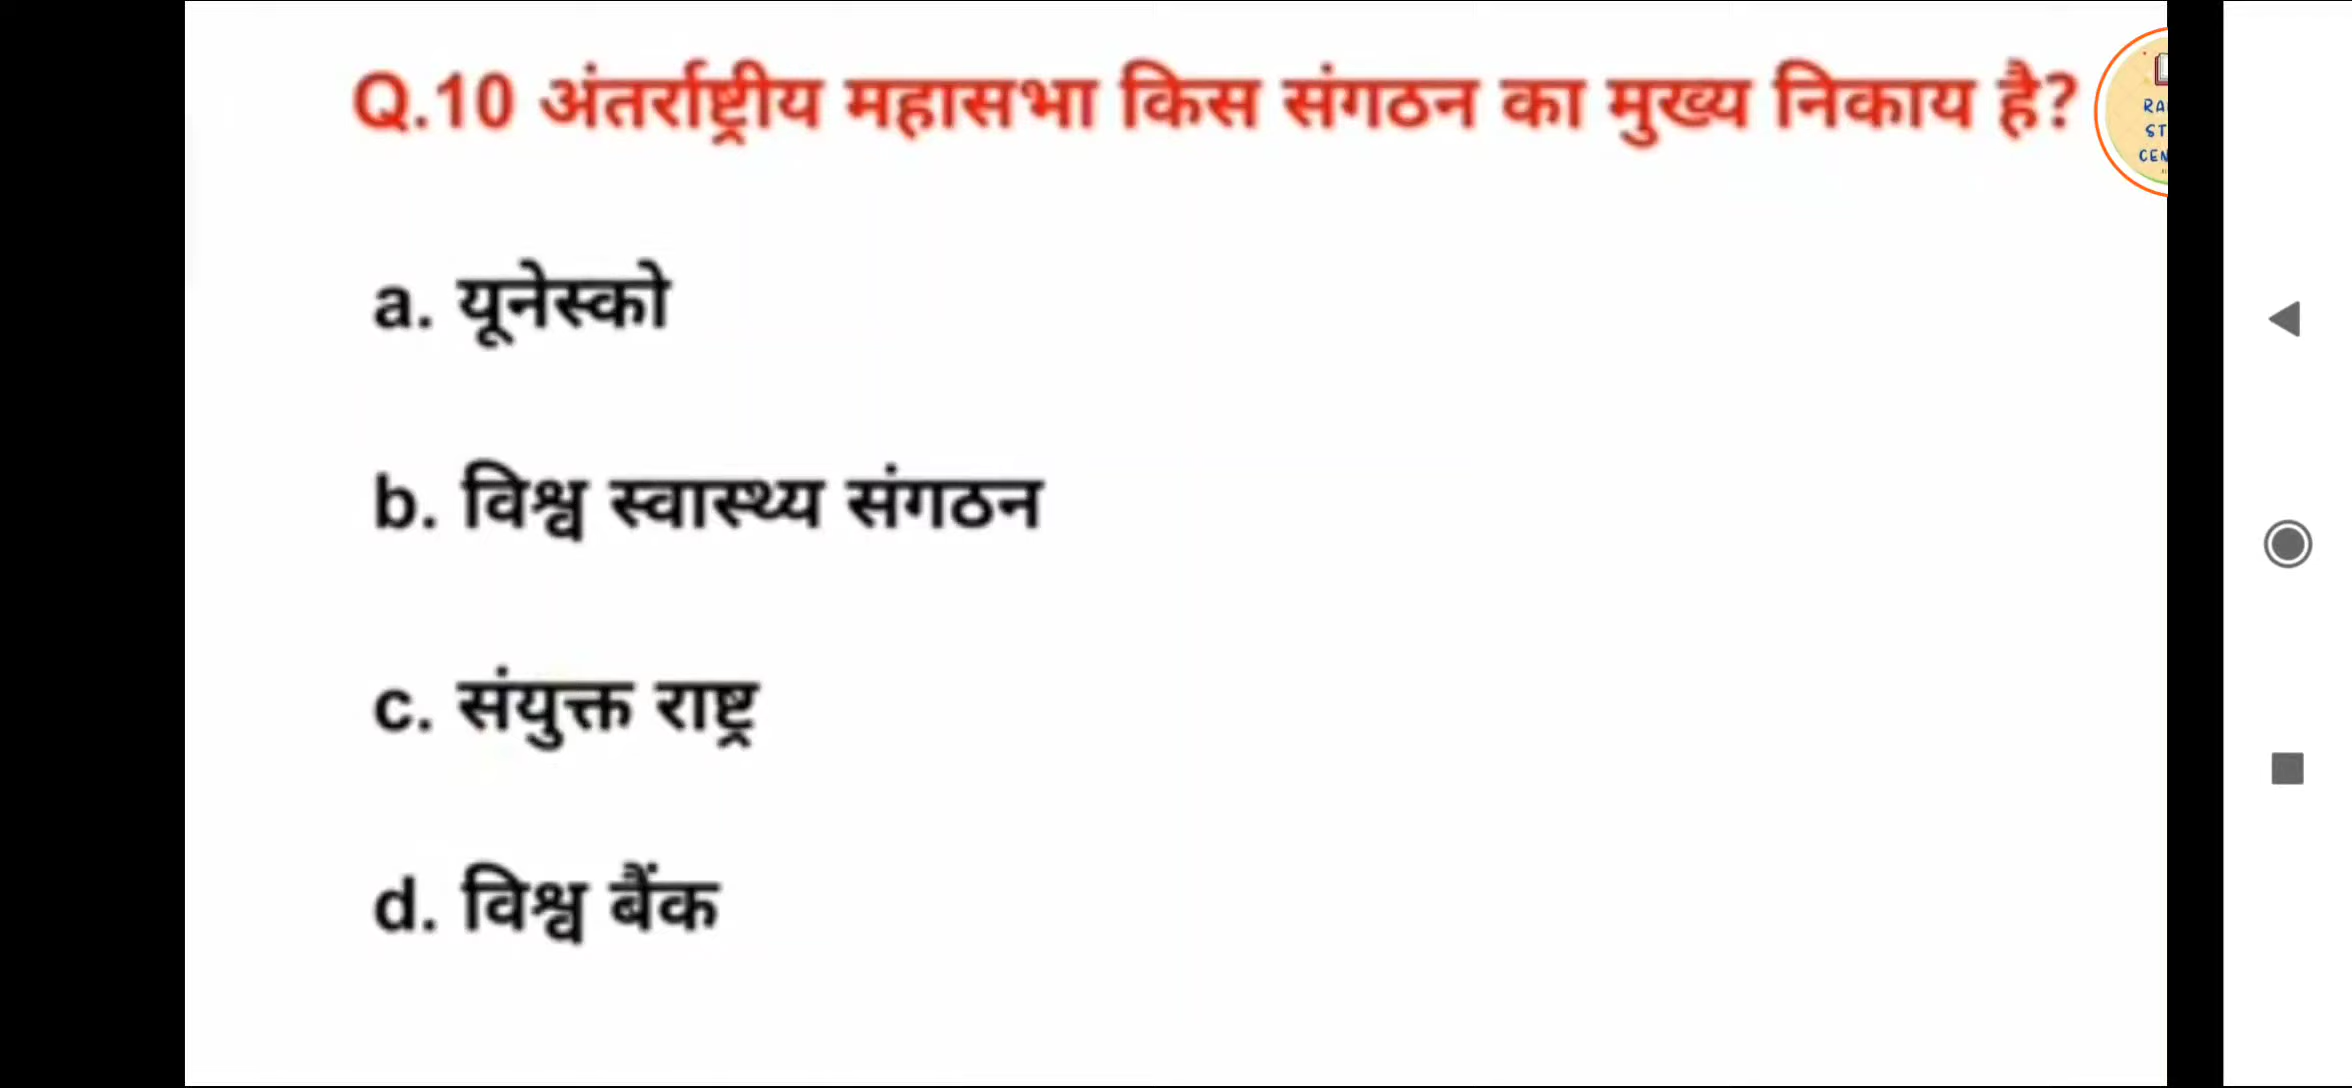 Q.10 अंतर्राष्ट्रीय महासभा किस संगठन का मुख्य निकाय है?
a. यूनेस्को
b. विश्व स्वास्थ्य संगठन
c. संयुक्त राष्ट्र
d. विश्व बैंक